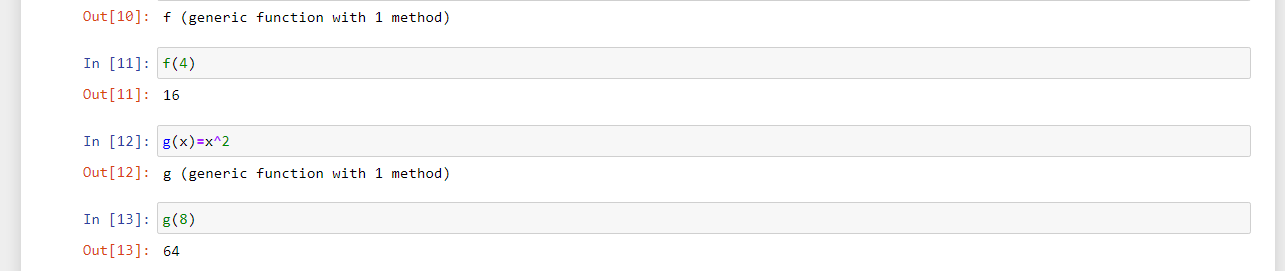 Out[10]: f (generic function with 1 method)
In [11]: f(4)
Out[11]: 16
In [12]: g(x)=x^2
Out[12]: g (generic function with 1 method)
In [13]: g(8)
Out[13]: 64